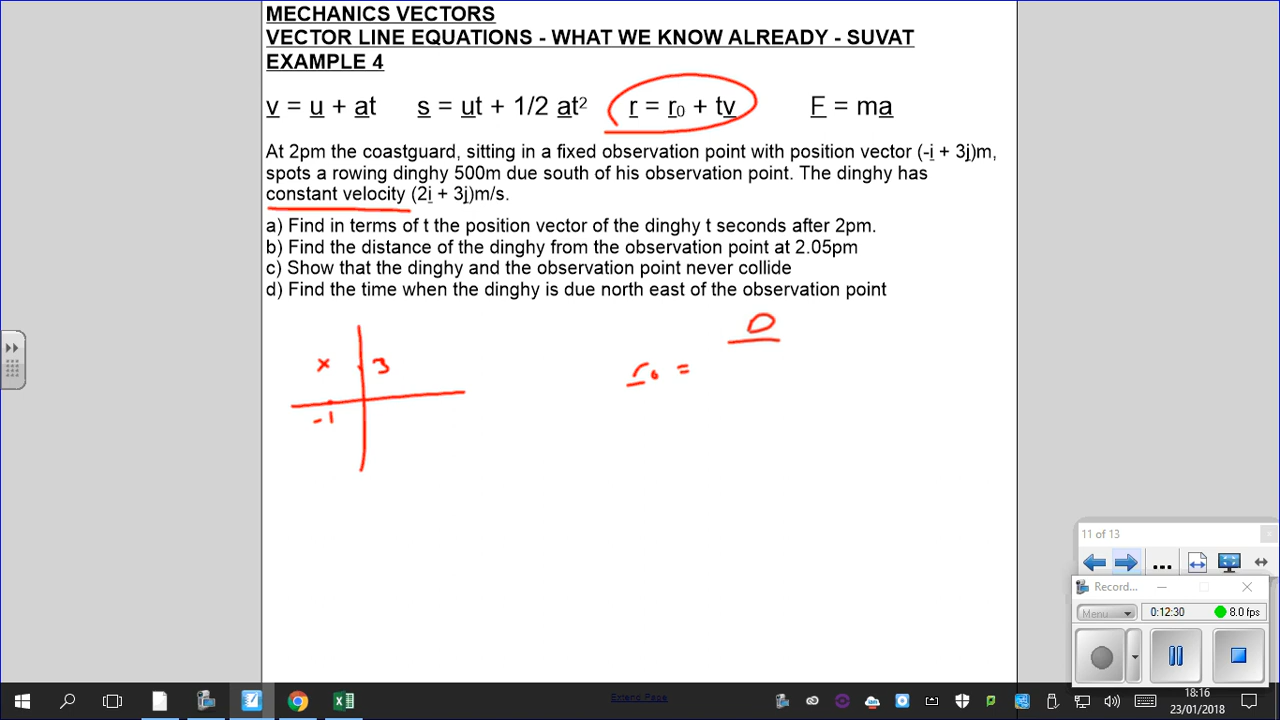 MECHANICS VECTORS
VECTOR LINE EQUATIONS - WHAT WE KNOW ALREADY - SUVAT
EXAMPLE 4
v = u + at s = ut + 1/2 at² r = r₀ + tv F = ma
At 2pm the coastguard, sitting in a fixed observation point with position vector (-i + 3j)m,
spots a rowing dinghy 500m due south of his observation point. The dinghy has
constant velocity (2i + 3j)m/s.
a) Find in terms of t the position vector of the dinghy t seconds after 2pm.
b) Find the distance of the dinghy from the observation point at 2.05pm
c) Show that the dinghy and the observation point never collide
d) Find the time when the dinghy is due north east of the observation point
D
x 3
r₀ =
-1
11 of 13
...
Record...
Menu
0:12:30
8.0 fps
Extend Page
18:16
23/01/2018